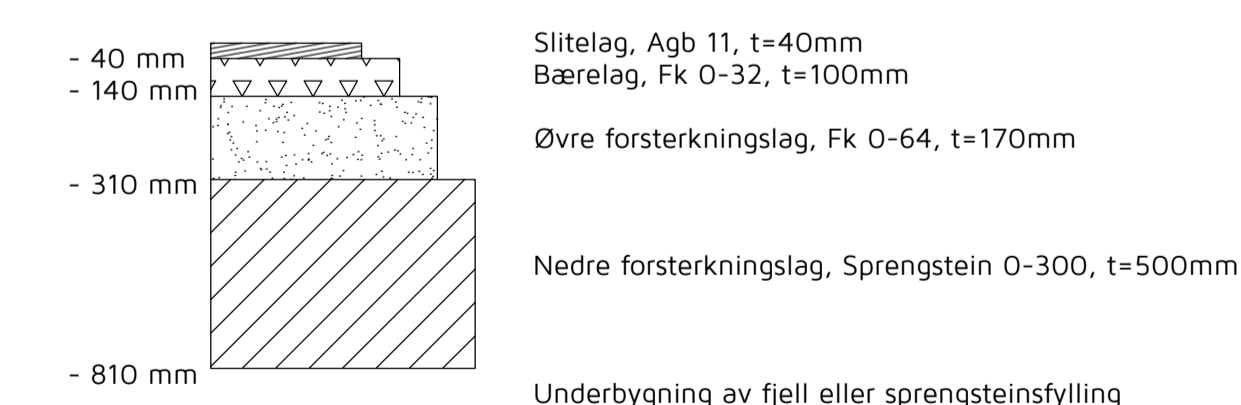 - 40 mm
- 140 mm
- 310 mm
- 810 mm
Slitelag, Agb 11, t=40mm
Bærelag, Fk 0-32, t=100mm
Øvre forsterkningslag, Fk 0-64, t=170mm
Nedre forsterkningslag, Sprengstein 0-300, t=500mm
Underbygning av fjell eller sprengsteinsfylling